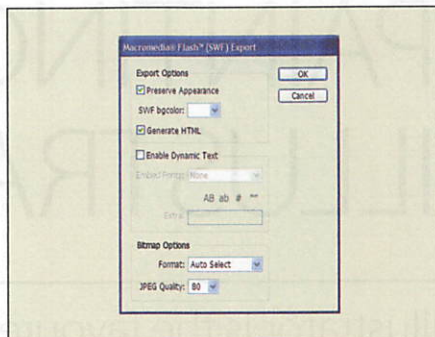 Macromedia® Flash™ (SWF) Export
Export Options
OK
Preserve Appearance
Cancel
SWF bgcolor:
Generate HTML
Enable Dynamic Text
Embed Fonts: None
AB ab # "*"
Extra:
Bitmap Options
Format: Auto Select
JPEG Quality: 80